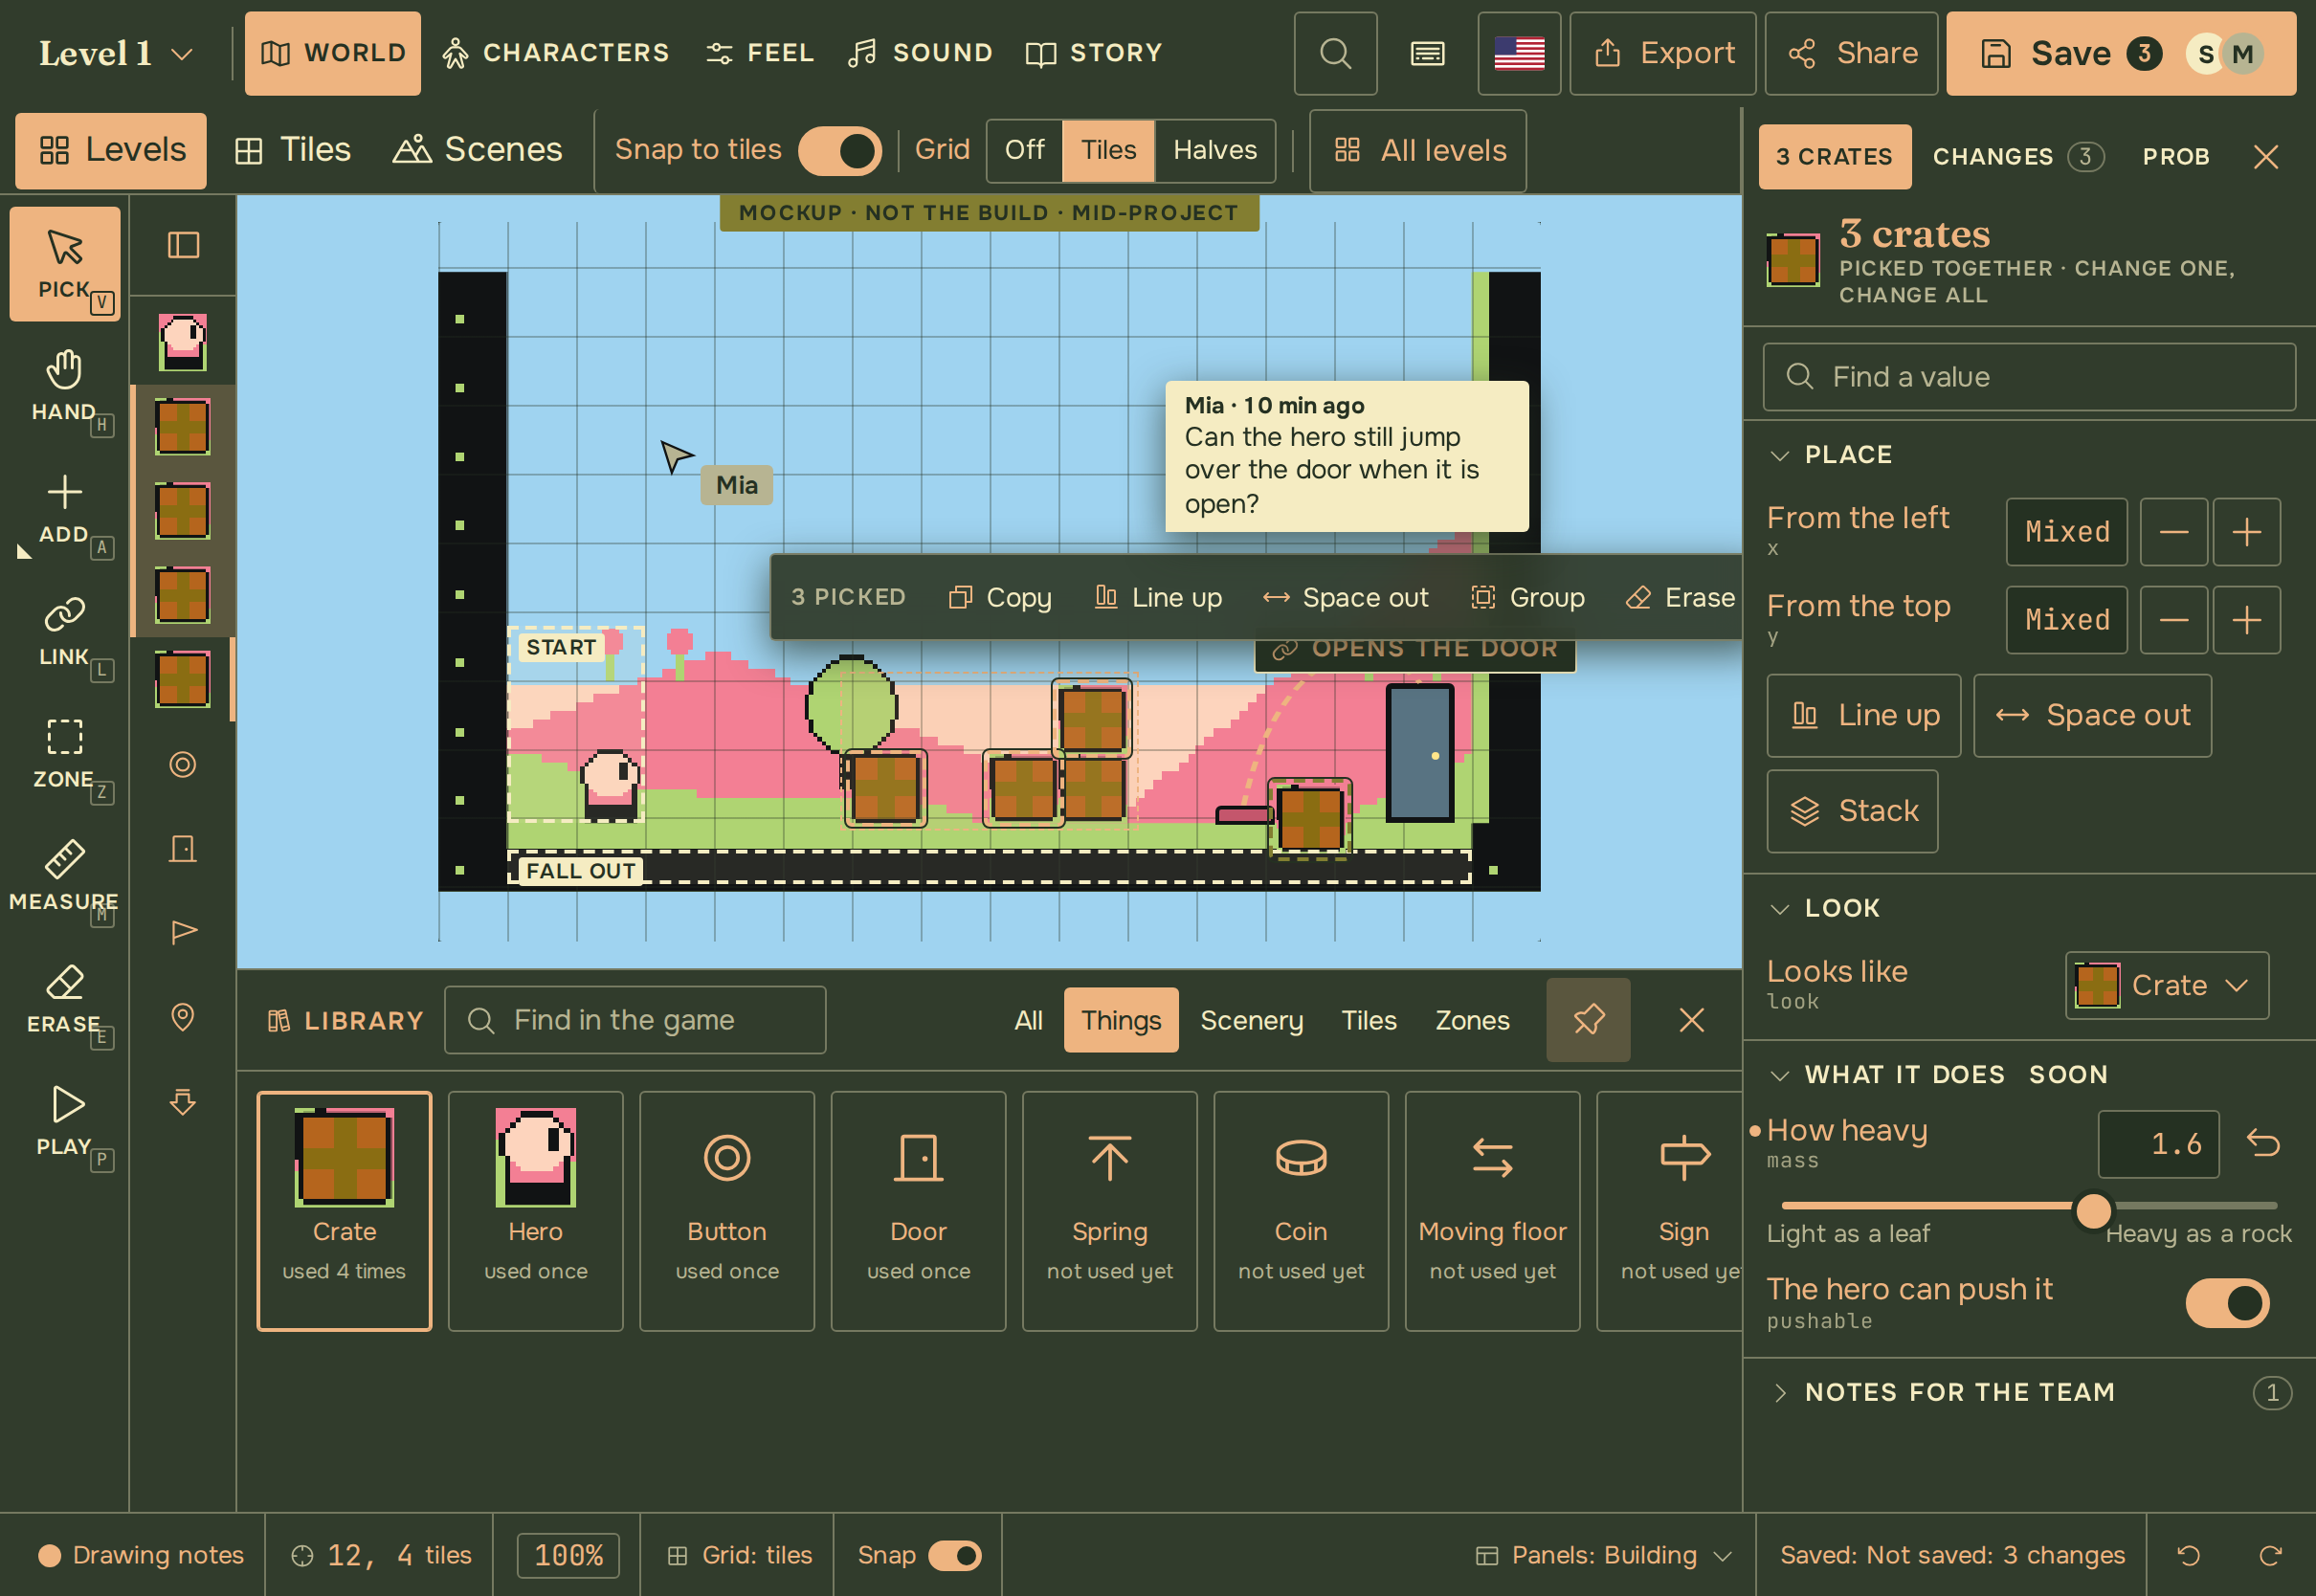 Level 1
WORLD
CHARACTERS
FEEL
SOUND
STORY
Export
Share
Save 3 S M
Levels
Tiles
Scenes
Snap to tiles
Grid
Off
Tiles
Halves
All levels
3 CRATES
CHANGES 3
PROB
MOCKUP · NOT THE BUILD · MID-PROJECT
3 crates
PICKED TOGETHER · CHANGE ONE,
CHANGE ALL
PICK V
HAND H
ADD A
LINK L
ZONE Z
MEASURE M
ERASE E
PLAY P
Mia · 10 min ago
Can the hero still jump
over the door when it is
open?
Mia
3 PICKED
Copy
Line up
Space out
Group
Erase
OPENS THE DOOR
START
FALL OUT
Find a value
PLACE
From the left
x
Mixed
From the top
y
Mixed
Line up
Space out
Stack
LOOK
Looks like
look
Crate
WHAT IT DOES SOON
How heavy
mass
1.6
Light as a leaf
Heavy as a rock
The hero can push it
pushable
NOTES FOR THE TEAM 1
LIBRARY
Find in the game
All
Things
Scenery
Tiles
Zones
Crate
used 4 times
Hero
used once
Button
used once
Door
used once
Spring
not used yet
Coin
not used yet
Moving floor
not used yet
Sign
not used yet
Drawing notes
12, 4 tiles
100%
Grid: tiles
Snap
Panels: Building
Saved: Not saved: 3 changes